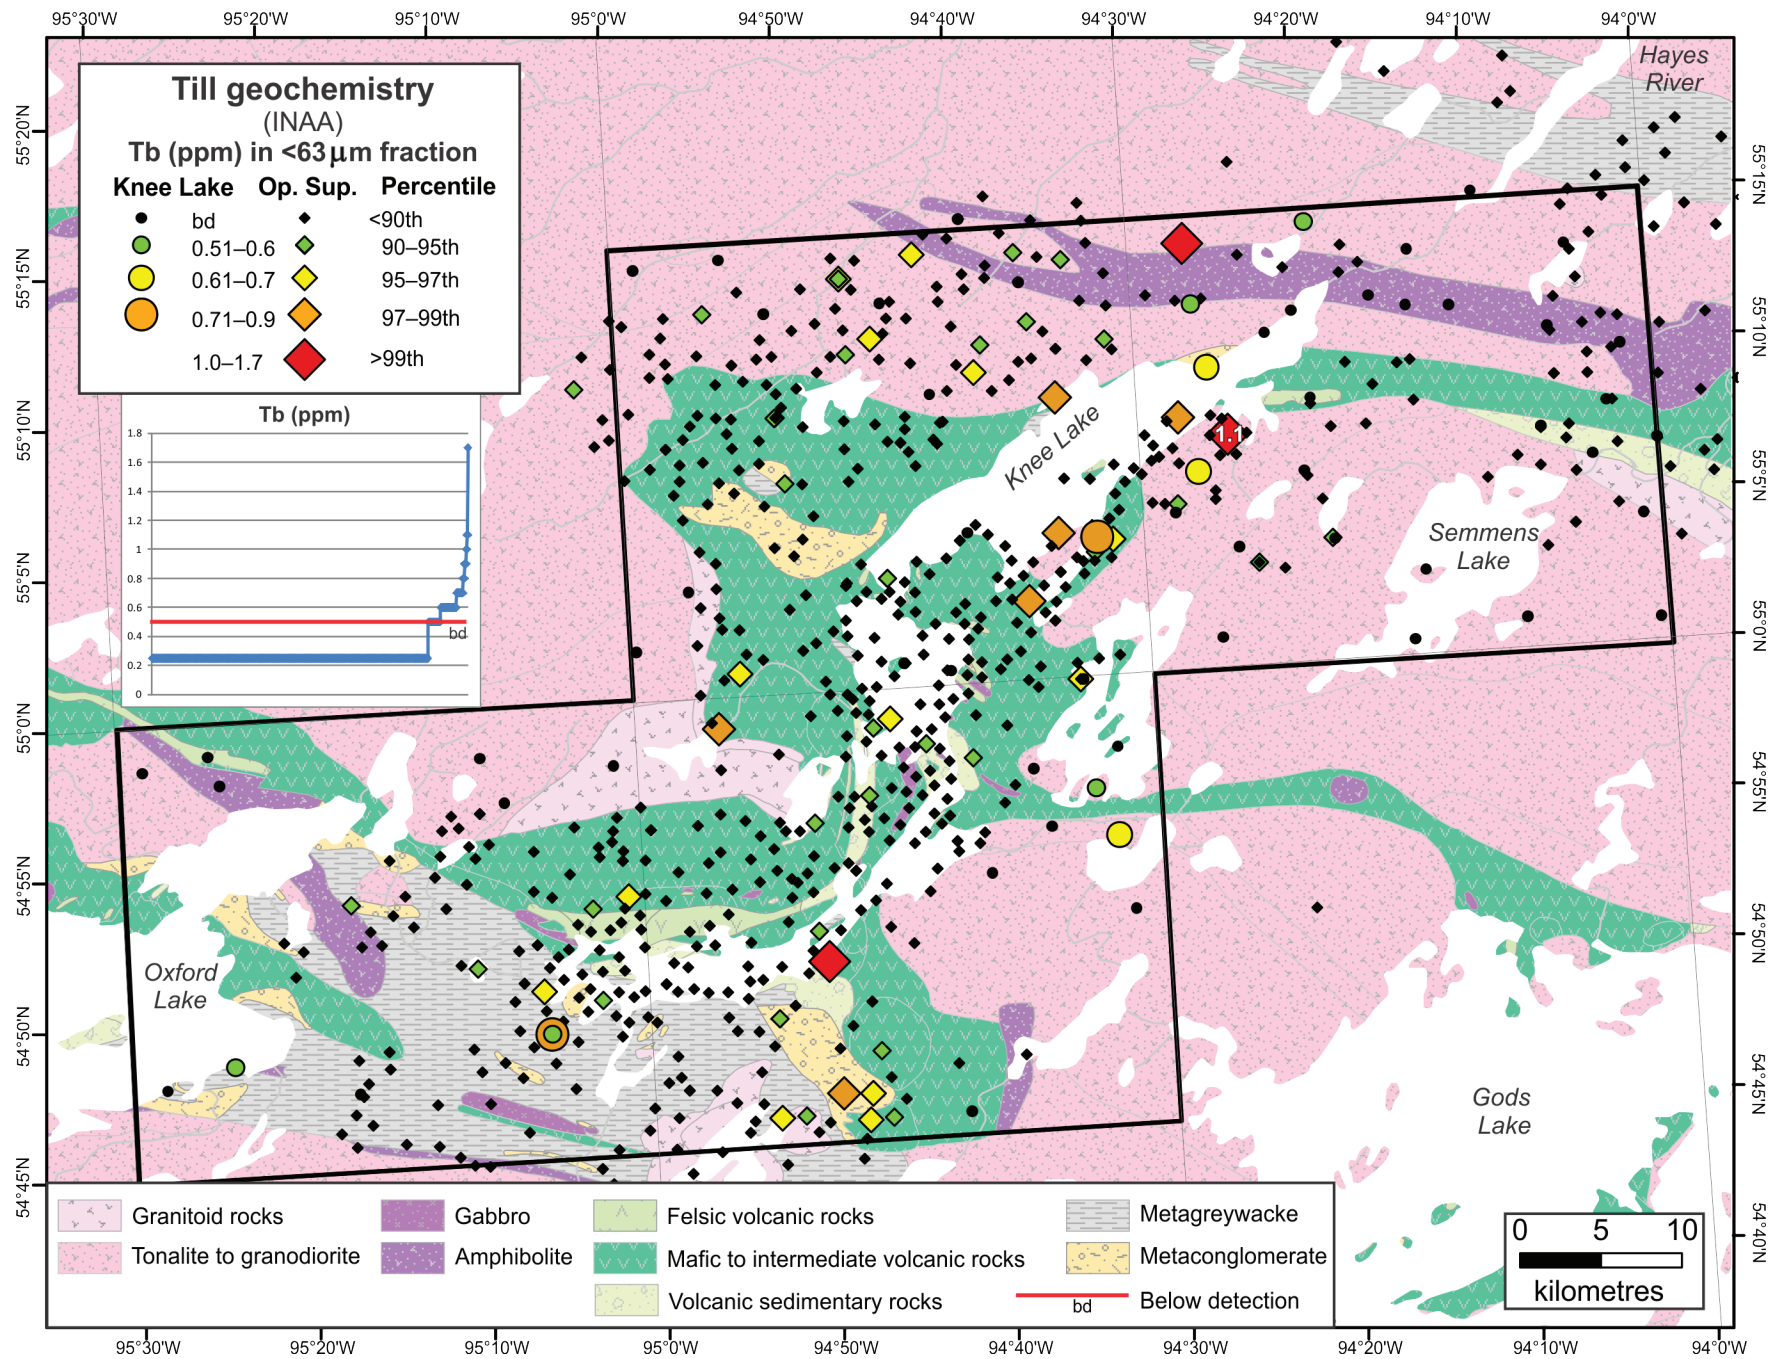 95°30'W 95°20'W 95°10'W 95°0'W 94°50'W 94°40'W 94°30'W 94°20'W 94°10'W 94°0'W
Hayes
River
Till geochemistry
(INAA)
Tb (ppm) in <63µm fraction
Knee Lake Op. Sup. Percentile
bd <90th
0.51–0.6 90–95th
0.61–0.7 95–97th
0.71–0.9 97–99th
1.0–1.7 >99th
Tb (ppm)
1.8
1.6
1.4
1.2
1
0.8
0.6
0.4
0.2
0
bd
55°20'N
55°15'N
55°10'N
55°5'N
55°0'N
54°55'N
54°50'N
54°45'N
55°15'N
55°10'N
55°5'N
55°0'N
54°55'N
54°50'N
54°45'N
54°40'N
Knee Lake
1.1
Semmens
Lake
Oxford
Lake
Gods
Lake
Granitoid rocks
Gabbro
Felsic volcanic rocks
Metagreywacke
Tonalite to granodiorite
Amphibolite
Mafic to intermediate volcanic rocks
Metaconglomerate
Volcanic sedimentary rocks
bd
Below detection
0 5 10
kilometres
95°30'W 95°20'W 95°10'W 95°0'W 94°50'W 94°40'W 94°30'W 94°20'W 94°10'W 94°0'W